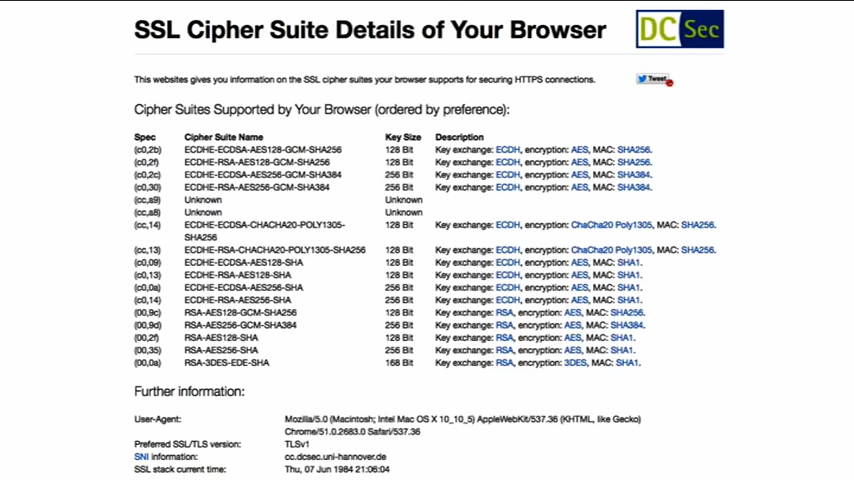 SSL Cipher Suite Details of Your Browser
DC Sec
This websites gives you information on the SSL cipher suites your browser supports for securing HTTPS connections.
Tweet
Cipher Suites Supported by Your Browser (ordered by preference):
Spec Cipher Suite Name Key Size Description
(c0,2b) ECDHE-ECDSA-AES128-GCM-SHA256 128 Bit Key exchange: ECDH, encryption: AES, MAC: SHA256.
(c0,2f) ECDHE-RSA-AES128-GCM-SHA256 128 Bit Key exchange: ECDH, encryption: AES, MAC: SHA256.
(c0,2c) ECDHE-ECDSA-AES256-GCM-SHA384 256 Bit Key exchange: ECDH, encryption: AES, MAC: SHA384.
(c0,30) ECDHE-RSA-AES256-GCM-SHA384 256 Bit Key exchange: ECDH, encryption: AES, MAC: SHA384.
(cc,a9) Unknown Unknown
(cc,a8) Unknown Unknown
(cc,14) ECDHE-ECDSA-CHACHA20-POLY1305- 128 Bit Key exchange: ECDH, encryption: ChaCha20 Poly1305, MAC: SHA256.
SHA256
(cc,13) ECDHE-RSA-CHACHA20-POLY1305-SHA256 128 Bit Key exchange: ECDH, encryption: ChaCha20 Poly1305, MAC: SHA256.
(c0,09) ECDHE-ECDSA-AES128-SHA 128 Bit Key exchange: ECDH, encryption: AES, MAC: SHA1.
(c0,13) ECDHE-RSA-AES128-SHA 128 Bit Key exchange: ECDH, encryption: AES, MAC: SHA1.
(c0,0a) ECDHE-ECDSA-AES256-SHA 256 Bit Key exchange: ECDH, encryption: AES, MAC: SHA1.
(c0,14) ECDHE-RSA-AES256-SHA 256 Bit Key exchange: ECDH, encryption: AES, MAC: SHA1.
(00,9c) RSA-AES128-GCM-SHA256 128 Bit Key exchange: RSA, encryption: AES, MAC: SHA256.
(00,9d) RSA-AES256-GCM-SHA384 256 Bit Key exchange: RSA, encryption: AES, MAC: SHA384.
(00,2f) RSA-AES128-SHA 128 Bit Key exchange: RSA, encryption: AES, MAC: SHA1.
(00,35) RSA-AES256-SHA 256 Bit Key exchange: RSA, encryption: AES, MAC: SHA1.
(00,0a) RSA-3DES-EDE-SHA 168 Bit Key exchange: RSA, encryption: 3DES, MAC: SHA1.
Further information:
User-Agent: Mozilla/5.0 (Macintosh; Intel Mac OS X 10_10_5) AppleWebKit/537.36 (KHTML, like Gecko)
Chrome/51.0.2683.0 Safari/537.36
Preferred SSL/TLS version: TLSv1
SNI information: cc.dcsec.uni-hannover.de
SSL stack current time: Thu, 07 Jun 1984 21:06:04